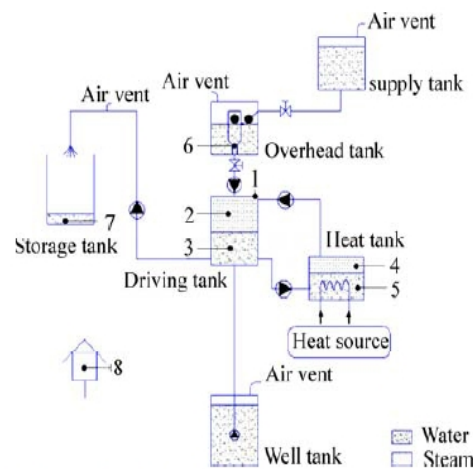 Air vent
Air vent
supply tank
Air vent
6
Overhead tank
1
2
7
Storage tank
3
Heat tank
4
Driving tank
5
Heat source
8
Air vent
Well tank
Water
Steam